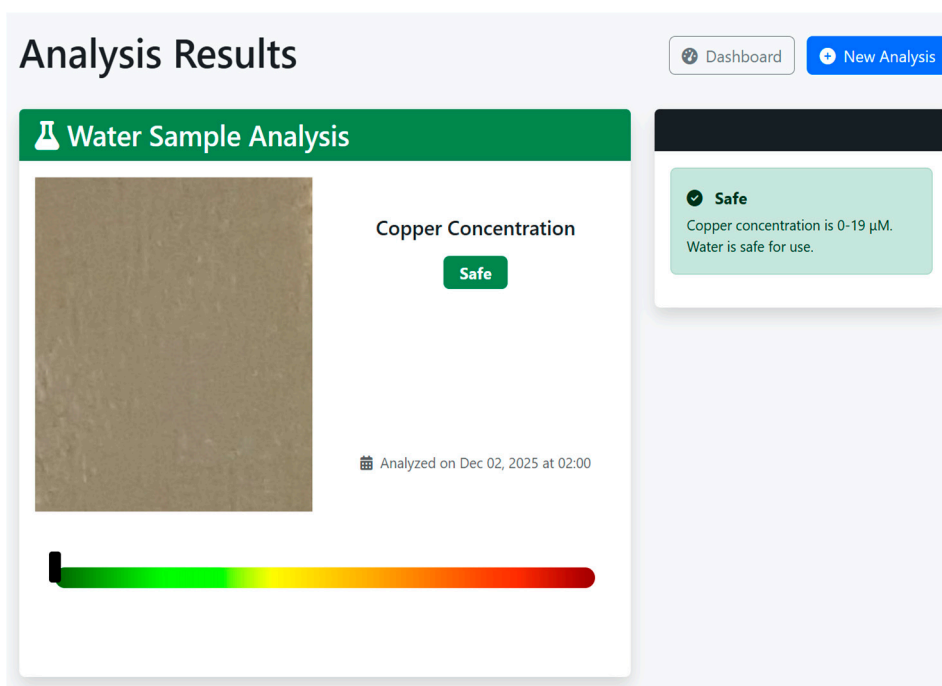 Analysis Results
Dashboard
New Analysis
Water Sample Analysis
Copper Concentration
Safe
Analyzed on Dec 02, 2025 at 02:00
Safe
Copper concentration is 0-19 μM.
Water is safe for use.